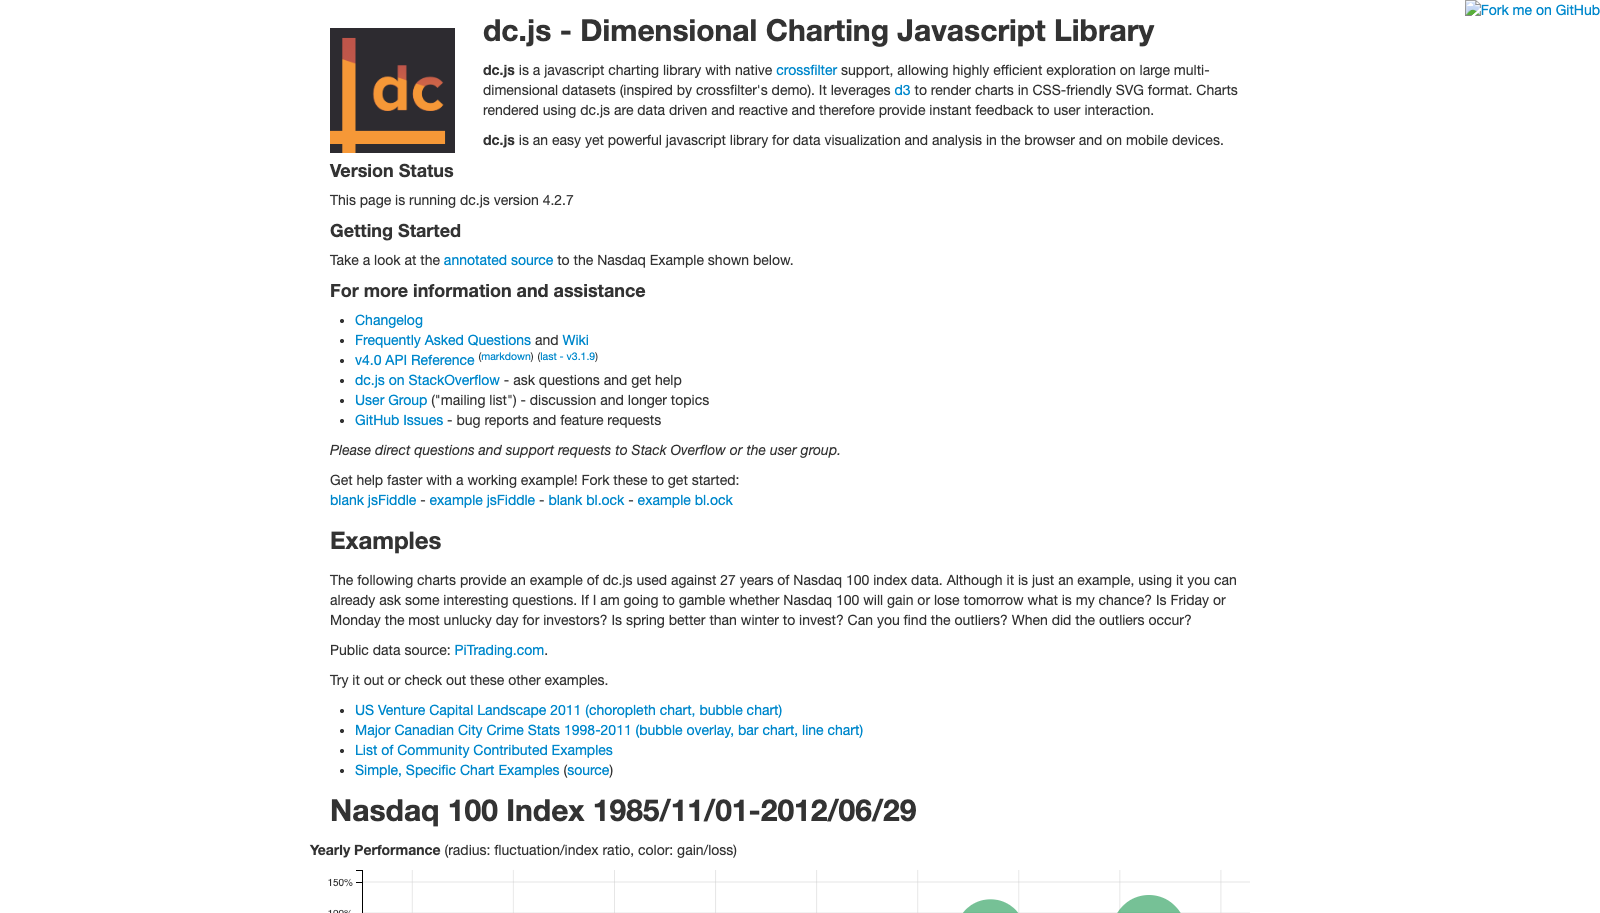 dc
dc.js - Dimensional Charting Javascript Library
Fork me on GitHub
dc.js is a javascript charting library with native crossfilter support, allowing highly efficient exploration on large multi-
dimensional datasets (inspired by crossfilter's demo). It leverages d3 to render charts in CSS-friendly SVG format. Charts
rendered using dc.js are data driven and reactive and therefore provide instant feedback to user interaction.
dc.js is an easy yet powerful javascript library for data visualization and analysis in the browser and on mobile devices.
Version Status
This page is running dc.js version 4.2.7
Getting Started
Take a look at the annotated source to the Nasdaq Example shown below.
For more information and assistance
• Changelog
• Frequently Asked Questions and Wiki
• v4.0 API Reference (markdown) (last - v3.1.9)
• dc.js on StackOverflow - ask questions and get help
• User Group ("mailing list") - discussion and longer topics
• GitHub Issues - bug reports and feature requests
Please direct questions and support requests to Stack Overflow or the user group.
Get help faster with a working example! Fork these to get started:
blank jsFiddle - example jsFiddle - blank bl.ock - example bl.ock
Examples
The following charts provide an example of dc.js used against 27 years of Nasdaq 100 index data. Although it is just an example, using it you can
already ask some interesting questions. If I am going to gamble whether Nasdaq 100 will gain or lose tomorrow what is my chance? Is Friday or
Monday the most unlucky day for investors? Is spring better than winter to invest? Can you find the outliers? When did the outliers occur?
Public data source: PiTrading.com.
Try it out or check out these other examples.
• US Venture Capital Landscape 2011 (choropleth chart, bubble chart)
• Major Canadian City Crime Stats 1998-2011 (bubble overlay, bar chart, line chart)
• List of Community Contributed Examples
• Simple, Specific Chart Examples (source)
Nasdaq 100 Index 1985/11/01-2012/06/29
Yearly Performance (radius: fluctuation/index ratio, color: gain/loss)
150%